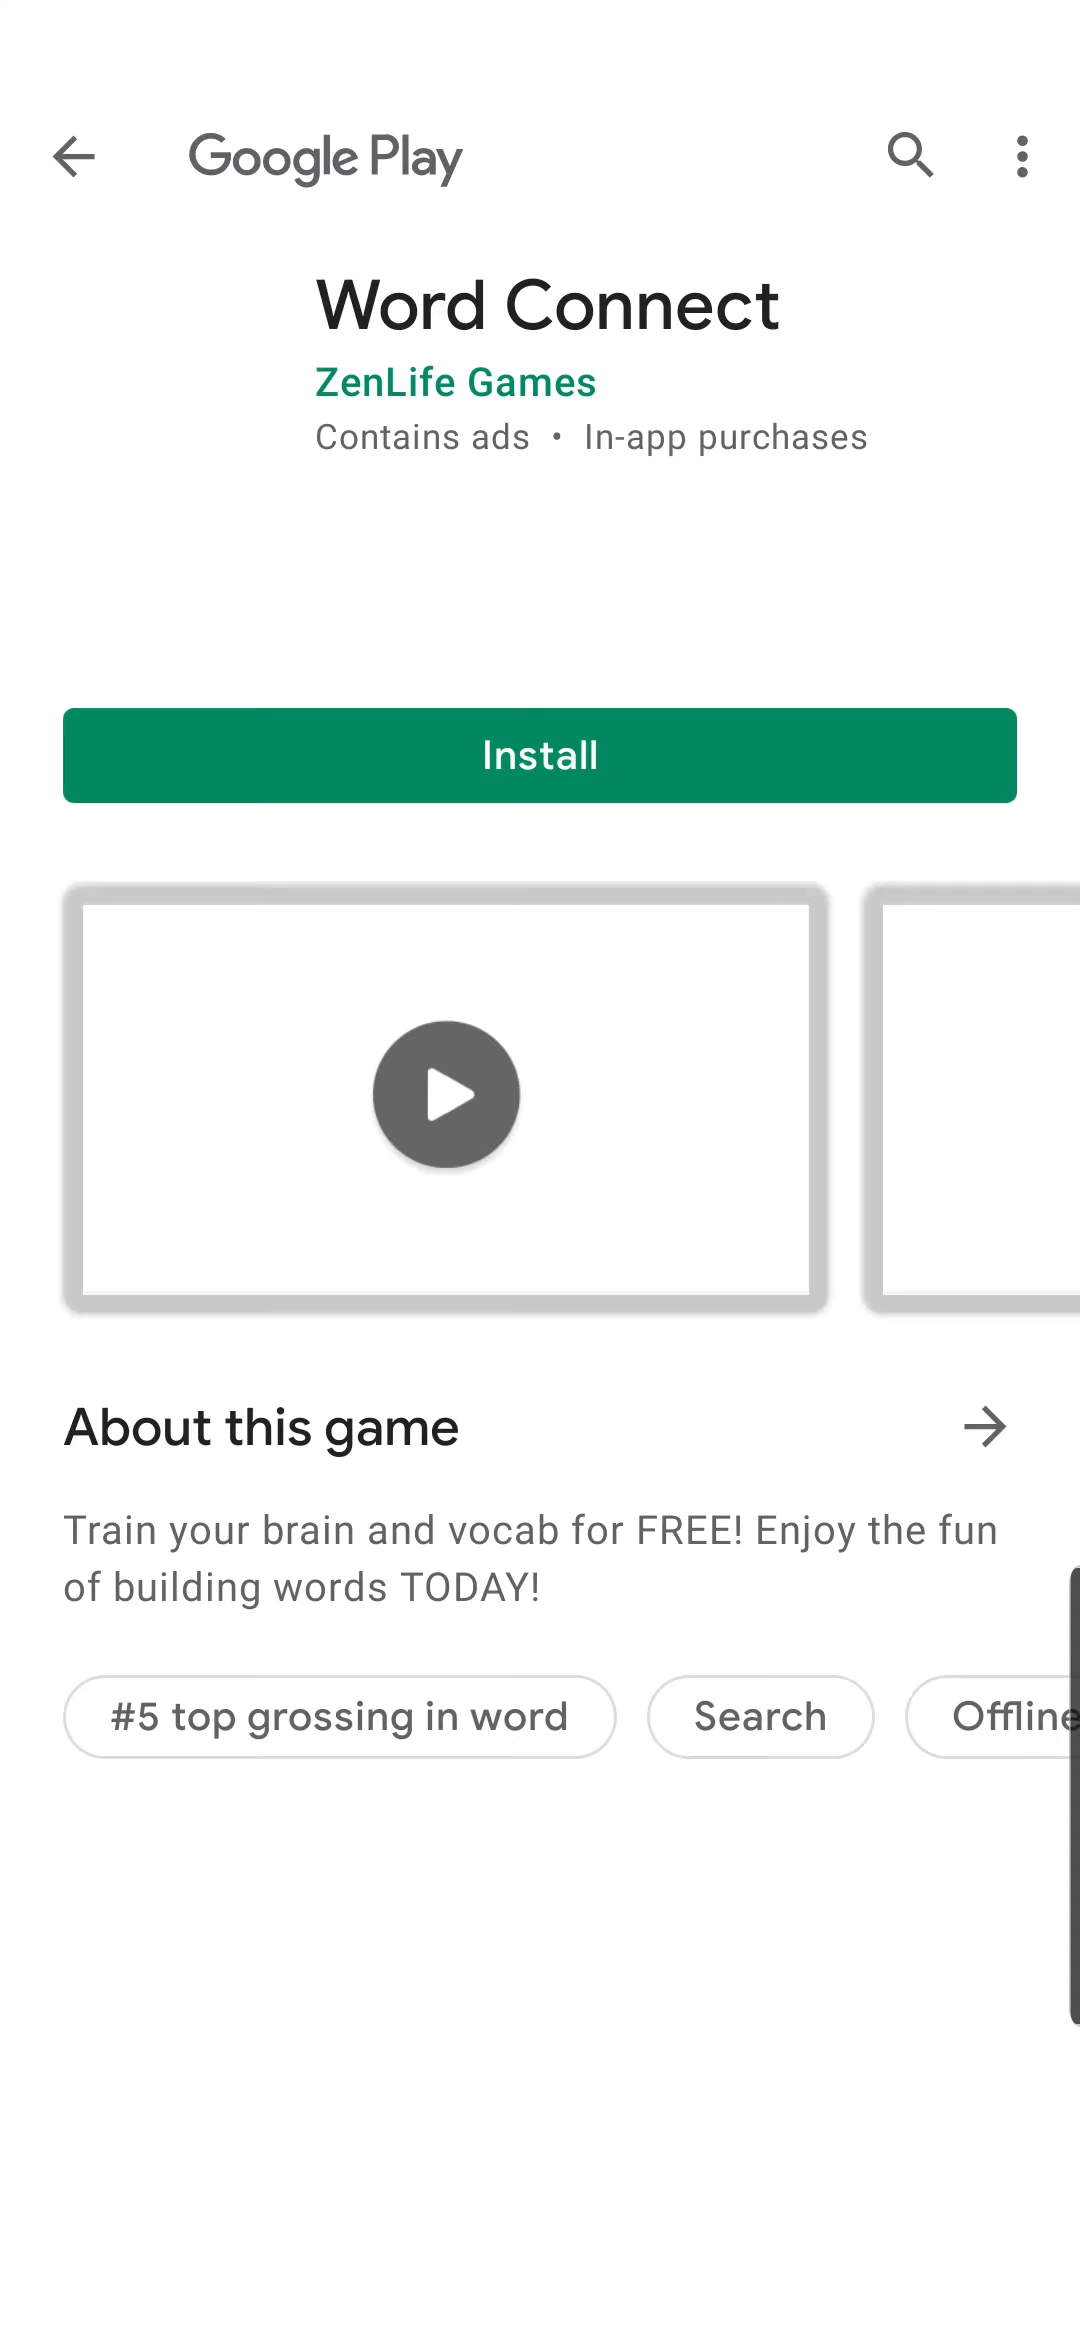 Google Play
Word Connect
ZenLife Games
Contains ads • In-app purchases
Install
About this game
Train your brain and vocab for FREE! Enjoy the fun
of building words TODAY!
#5 top grossing in word
Search
Offline